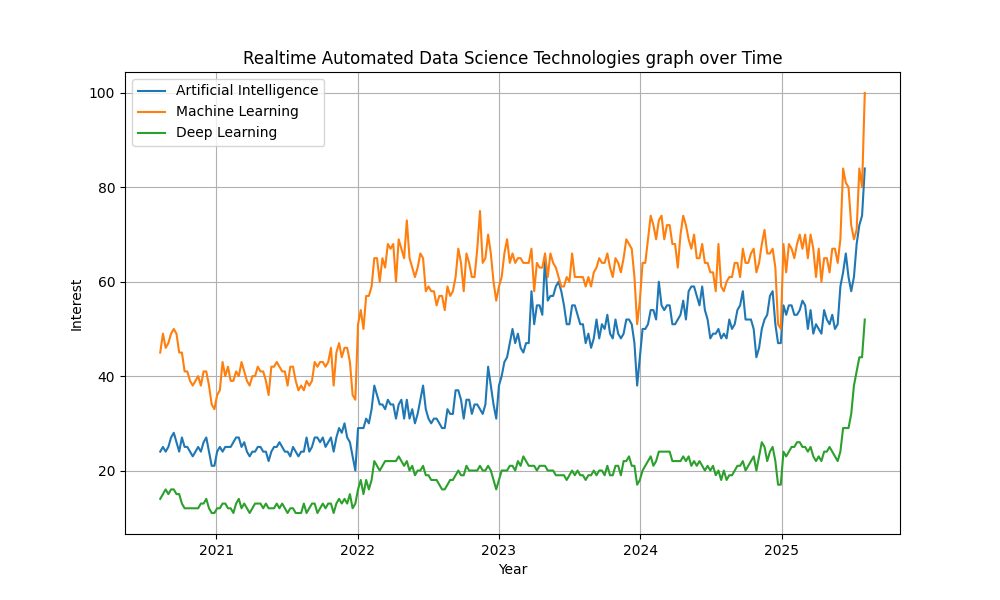 Realtime Automated Data Science Technologies graph over Time
Artificial Intelligence
Machine Learning
Deep Learning
100
80
60
40
20
Interest
2021 2022 2023 2024 2025
Year